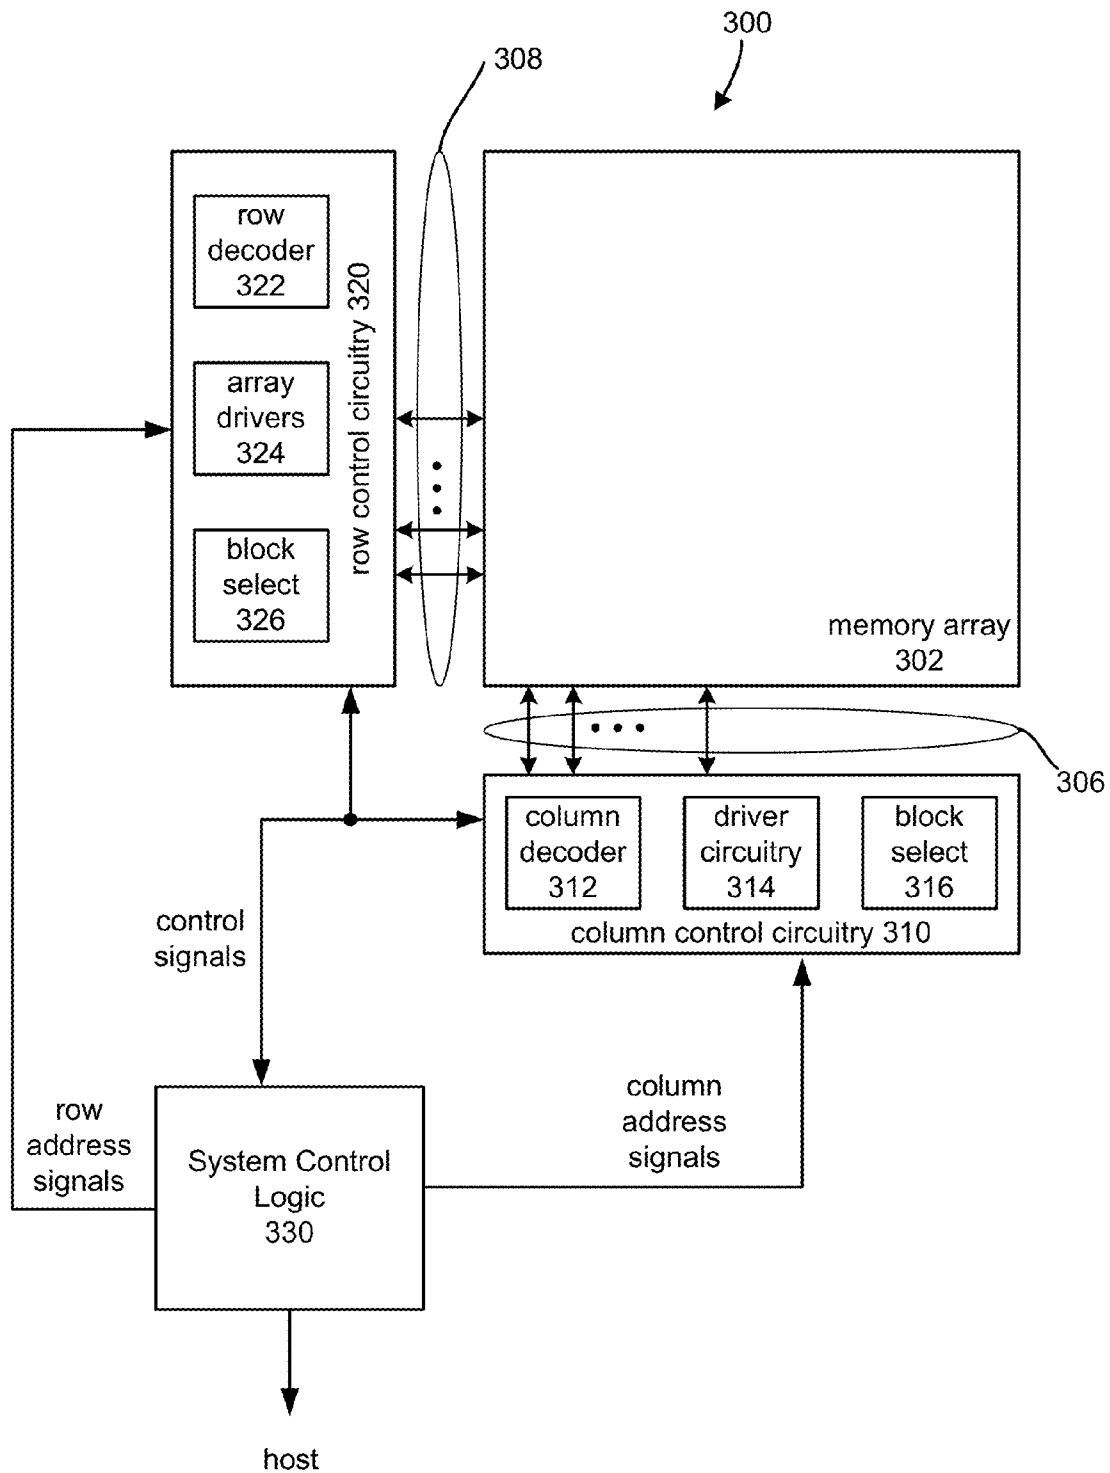 300
308
row
decoder
322
array
drivers
324
block
select
326
row control circuitry 320
memory array
302
306
column
decoder
312
driver
circuitry
314
block
select
316
column control circuitry 310
control
signals
row
address
signals
column
address
signals
System Control
Logic
330
host